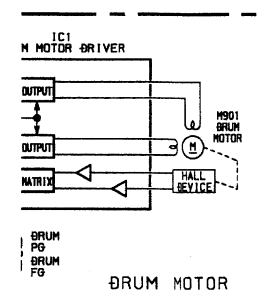 IC1
M MOTOR DRIVER
OUTPUT
M901
DRUM
MOTOR
M
OUTPUT
HALL
DEVICE
MATRIX
DRUM
PG
DRUM
FG
DRUM MOTOR